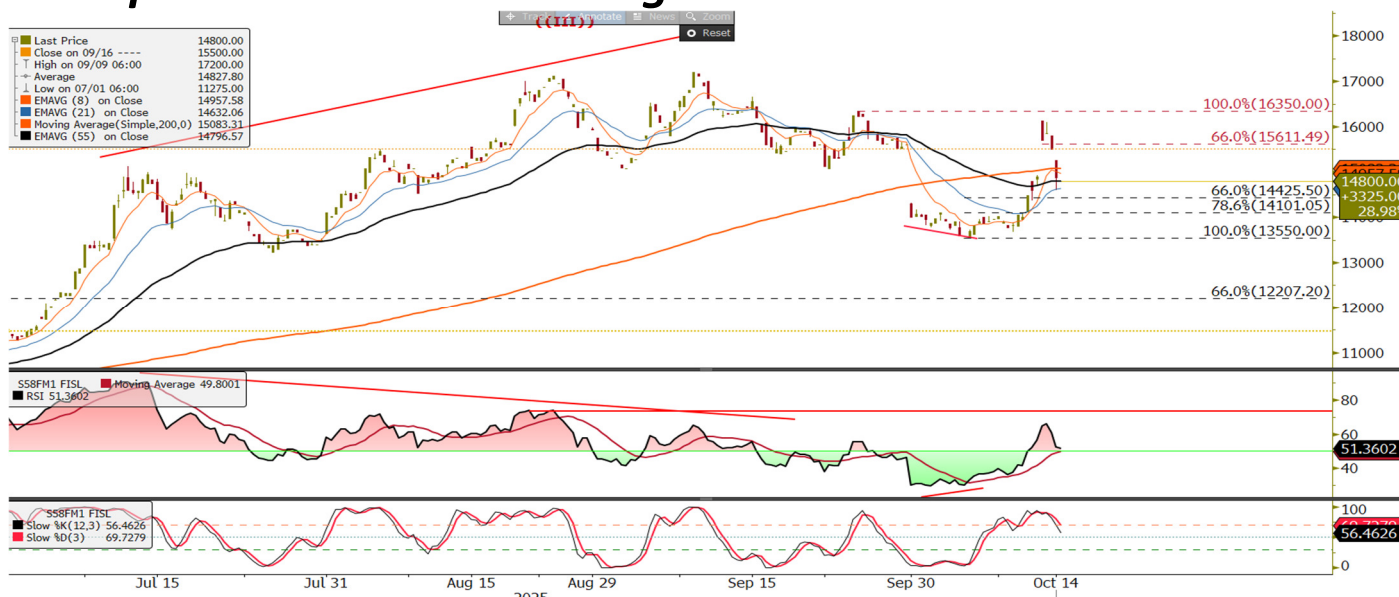 Track Annotate News Zoom
((III))
Reset
Last Price 14800.00
Close on 09/16 ---- 15500.00
High on 09/09 06:00 17200.00
Average 14827.80
Low on 07/01 06:00 11275.00
EMAVG (8) on Close 14957.58
EMAVG (21) on Close 14632.06
Moving Average(Simple,200,0) 15083.31
EMAVG (55) on Close 14796.57
18000
17000
100.0%(16350.00)
16000
66.0%(15611.49)
14800.00
+3325.00
28.98%
66.0%(14425.50)
78.6%(14101.05)
100.0%(13550.00)
13000
66.0%(12207.20)
12000
11000
S58FM1 FISL Moving Average 49.8001
RSI 51.3602
80
60
51.3602
40
S58FM1 FISL
Slow %K(12,3) 56.4626
Slow %D(3) 69.7279
100
69.7279
56.4626
0
Jul 15 Jul 31 Aug 15 Aug 29 Sep 15 Sep 30 Oct 14
2025